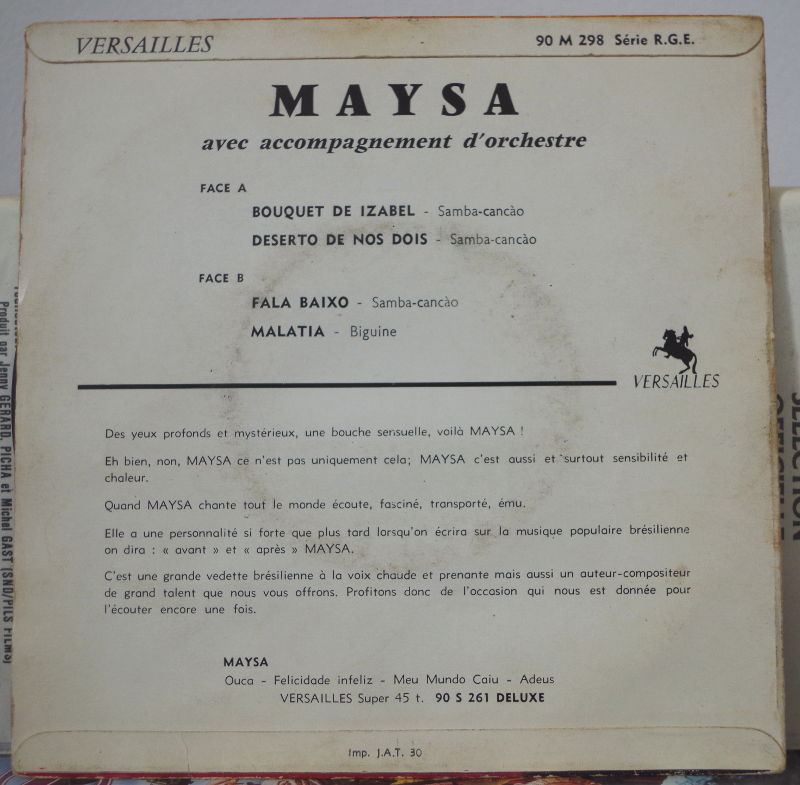 VERSAILLES
90 M 298 Série R.G.E.
MAYSA
avec accompagnement d'orchestre
FACE A
BOUQUET DE IZABEL - Samba-cancào
DESERTO DE NOS DOIS - Samba-cancào
FACE B
FALA BAIXO - Samba-cancào
MALATIA - Biguine
VERSAILLES
Des yeux profonds et mystérieux, une bouche sensuelle, voilà MAYSA !
Eh bien, non, MAYSA ce n'est pas uniquement cela; MAYSA c'est aussi et surtout sensibilité et
chaleur.
Quand MAYSA chante tout le monde écoute, fasciné, transporté, ému.
Elle a une personnalité si forte que plus tard lorsqu'on écrira sur la musique populaire brésilienne
on dira : « avant » et « après » MAYSA.
C'est une grande vedette brésilienne à la voix chaude et prenante mais aussi un auteur-compositeur
de grand talent que nous vous offrons. Profitons donc de l'occasion qui nous est donnée pour
l'écouter encore une fois.
MAYSA
Ouca - Felicidade infeliz - Meu Mundo Caiu - Adeus
VERSAILLES Super 45 t. 90 S 261 DELUXE
Imp. J.A.T. 30
Produit par Jenny GERARD, PICHA et Michel GAST (SND/PILS FILMS)
SELECTION